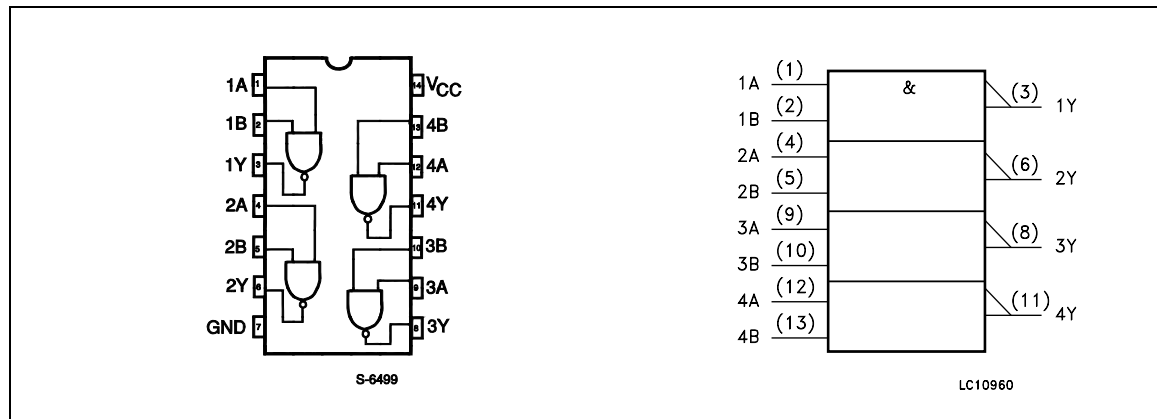 1A 1
1B 2
1Y 3
2A 4
2B 5
2Y 6
GND 7
14 VCC
13 4B
12 4A
11 4Y
10 3B
9 3A
8 3Y
S-6499
&
1A (1)
1B (2)
2A (4)
2B (5)
3A (9)
3B (10)
4A (12)
4B (13)
(3) 1Y
(6) 2Y
(8) 3Y
(11) 4Y
LC10960